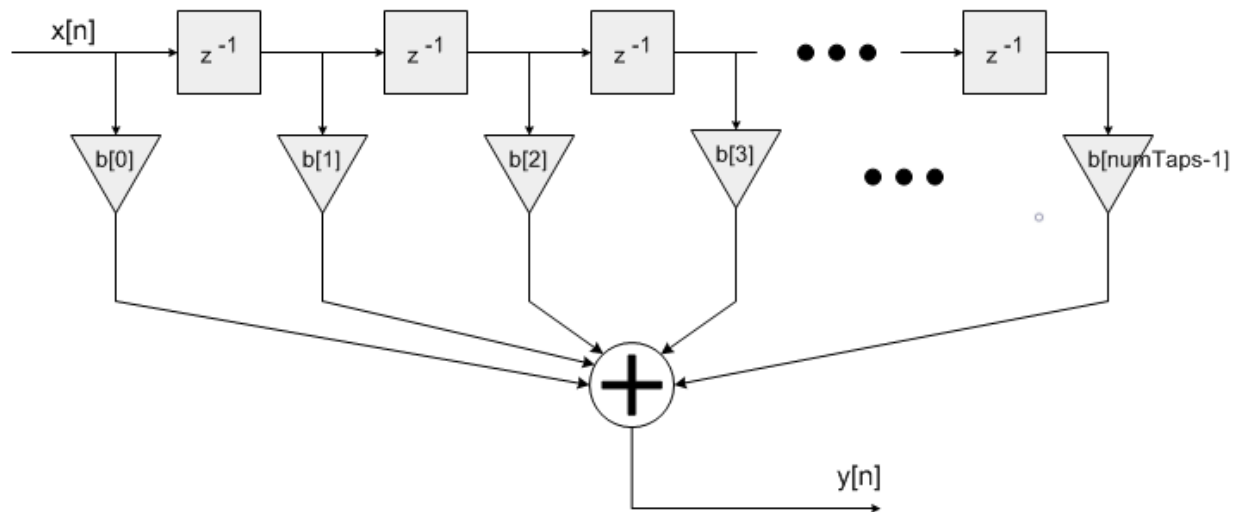 x[n]
z⁻¹
z⁻¹
z⁻¹
z⁻¹
b[0]
b[1]
b[2]
b[3]
b[numTaps-1]
y[n]